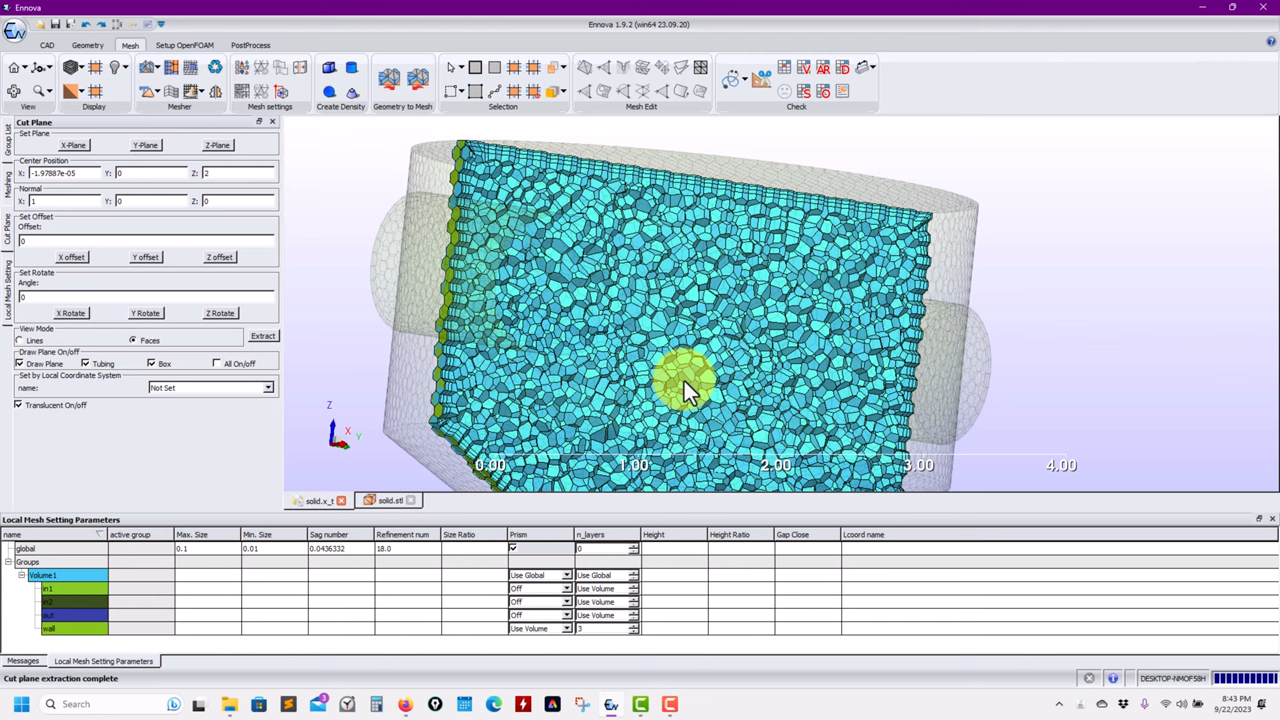 Ennova
Ennova 1.9.2 (win64 23.09.20)
CAD Geometry Mesh Setup OpenFOAM PostProcess
View Display Mesher Mesh settings Create Density Geometry to Mesh Selection Mesh Edit Check
Cut Plane
Set Plane
X-Plane Y-Plane Z-Plane
Center Position
X: -1.97887e-05 Y: 0 Z: 2
Normal
X: 1 Y: 0 Z: 0
Set Offset
Offset:
0
X offset Y offset Z offset
Set Rotate
Angle:
0
X Rotate Y Rotate Z Rotate
View Mode
Lines Faces Extract
Draw Plane On/off
Draw Plane Tubing Box All On/off
Set by Local Coordinate System
name: Not Set
Translucent On/off
Group List
Meshing
Cut Plane
Local Mesh Setting
Z
X
Y
0.00 1.00 2.00 3.00 4.00
solid.x_t solid.stl
Local Mesh Setting Parameters
name active group Max. Size Min. Size Sag number Refinement num Size Ratio Prism n_layers Height Height Ratio Gap Close Lcoord name
global 0.1 0.01 0.0436332 18.0 0
Groups
Volume1 Use Global Use Global
in1 Off Use Volume
in2 Off Use Volume
out Off Use Volume
wall Use Volume 3
Messages Local Mesh Setting Parameters
Cut plane extraction complete DESKTOP-NMOF58H
Search 3 8:43 PM
9/22/2023